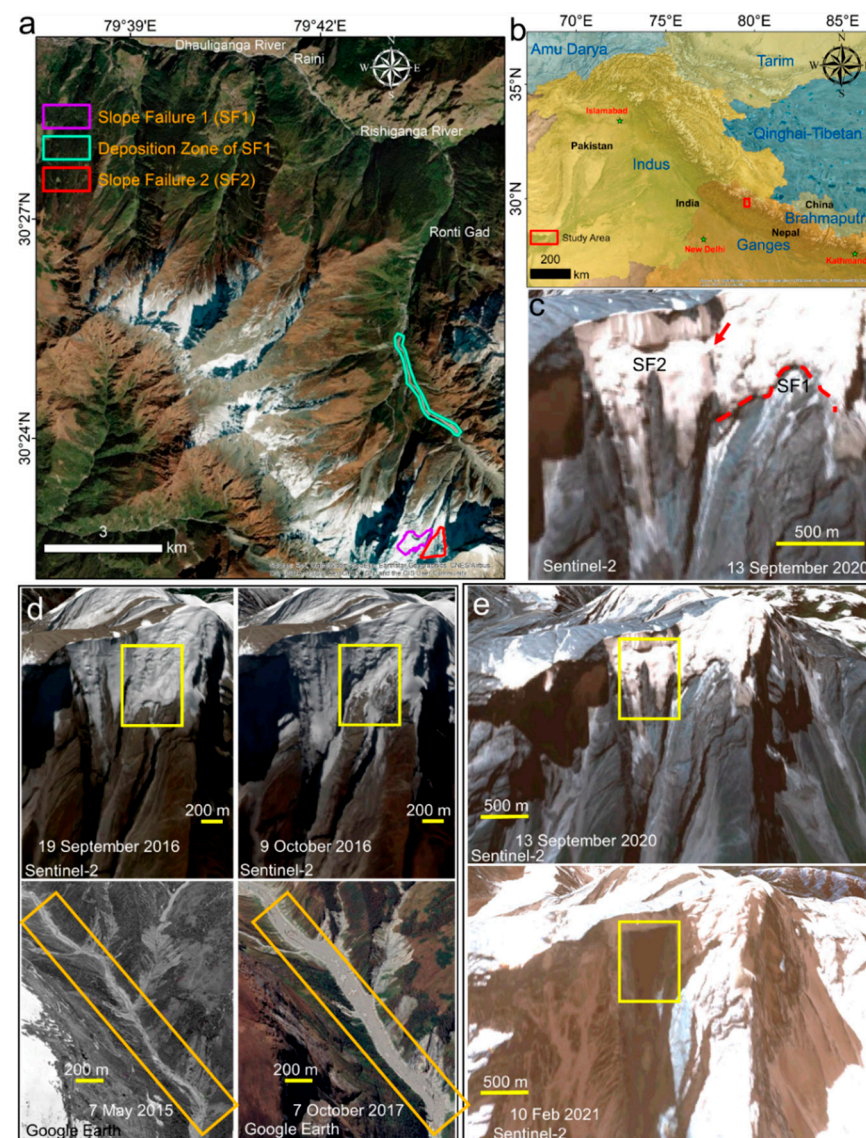 a
79°39'E
79°42'E
Dhauliganga River
Raini
N
W
E
S
Slope Failure 1 (SF1)
Deposition Zone of SF1
Slope Failure 2 (SF2)
Rishiganga River
Ronti Gad
30°27'N
30°24'N
3
km
b
70°E
75°E
80°E
85°E
Amu Darya
Tarim
N
W
E
S
35°N
30°N
Islamabad
Qinghai-Tibetan
Pakistan
Indus
India
China
Brahmaputr
Nepal
Study Area
New Delhi
Ganges
Kathmand
200
km
c
SF2
SF1
500 m
Sentinel-2
13 September 2020
d
200 m
19 September 2016
Sentinel-2
200 m
9 October 2016
Sentinel-2
200 m
7 May 2015
Google Earth
200 m
7 October 2017
Google Earth
e
500 m
13 September 2020
Sentinel-2
500 m
10 Feb 2021
Sentinel-2